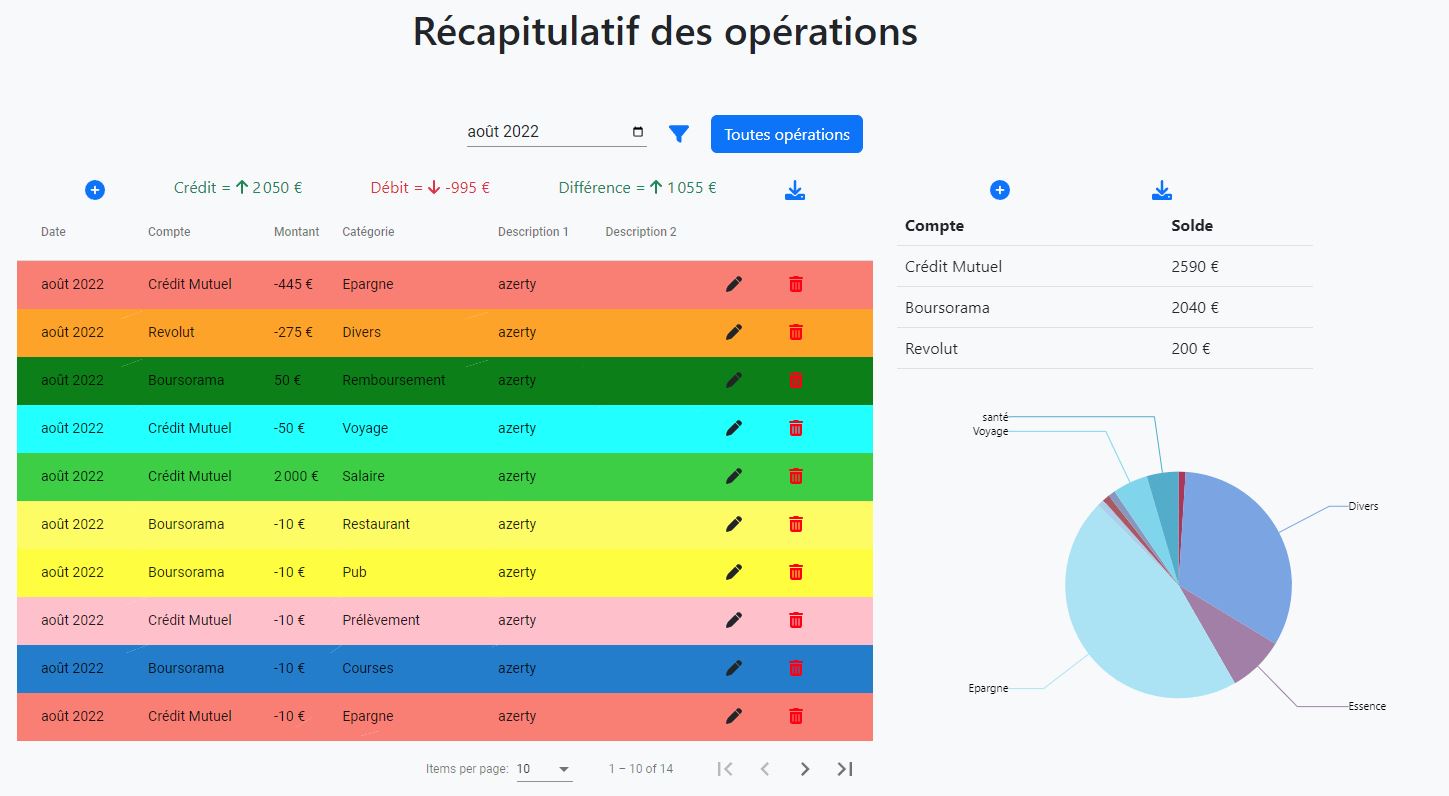 Récapitulatif des opérations
août 2022
Toutes opérations
Crédit = 2 050 € Débit = -995 € Différence = 1 055 €
Date Compte Montant Catégorie Description 1 Description 2
août 2022 Crédit Mutuel -445 € Epargne azerty
août 2022 Revolut -275 € Divers azerty
août 2022 Boursorama 50 € Remboursement azerty
août 2022 Crédit Mutuel -50 € Voyage azerty
août 2022 Crédit Mutuel 2 000 € Salaire azerty
août 2022 Boursorama -10 € Restaurant azerty
août 2022 Boursorama -10 € Pub azerty
août 2022 Crédit Mutuel -10 € Prélèvement azerty
août 2022 Boursorama -10 € Courses azerty
août 2022 Crédit Mutuel -10 € Epargne azerty
Items per page: 10 1 – 10 of 14
Compte Solde
Crédit Mutuel 2590 €
Boursorama 2040 €
Revolut 200 €
santé
Voyage
Divers
Epargne
Essence